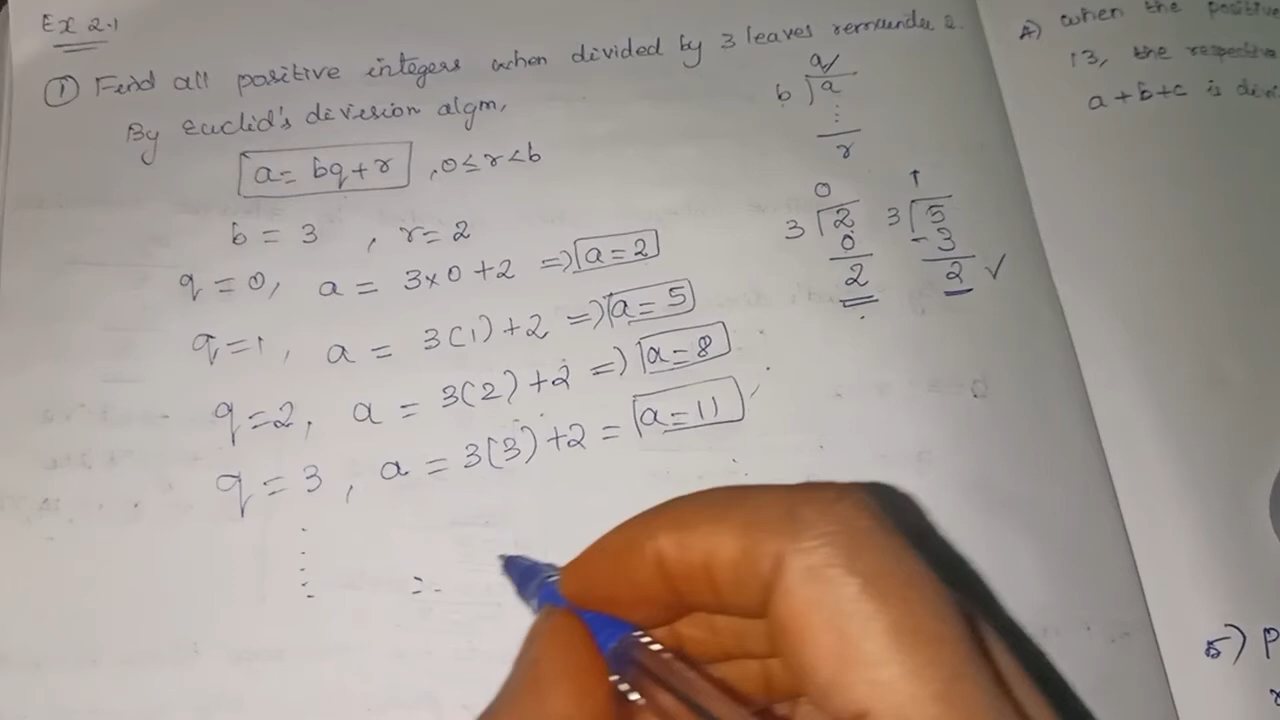 Ex 2.1
① Find all positive integers when divided by 3 leaves remainder 2.
By Euclid's division algm,
a = bq + r , 0 ≤ r < b
b = 3 , r = 2
q = 0, a = 3×0 + 2 => a = 2
q = 1, a = 3(1) + 2 => a = 5
q = 2, a = 3(2) + 2 => a = 8
q = 3, a = 3(3) + 2 = a = 11
∴
q
b ) a
r
0
3 ) 2
0
2
1
3 ) 5
- 3
2 ✓
A) when the positive
13, the respective
a + b + c is
5) P